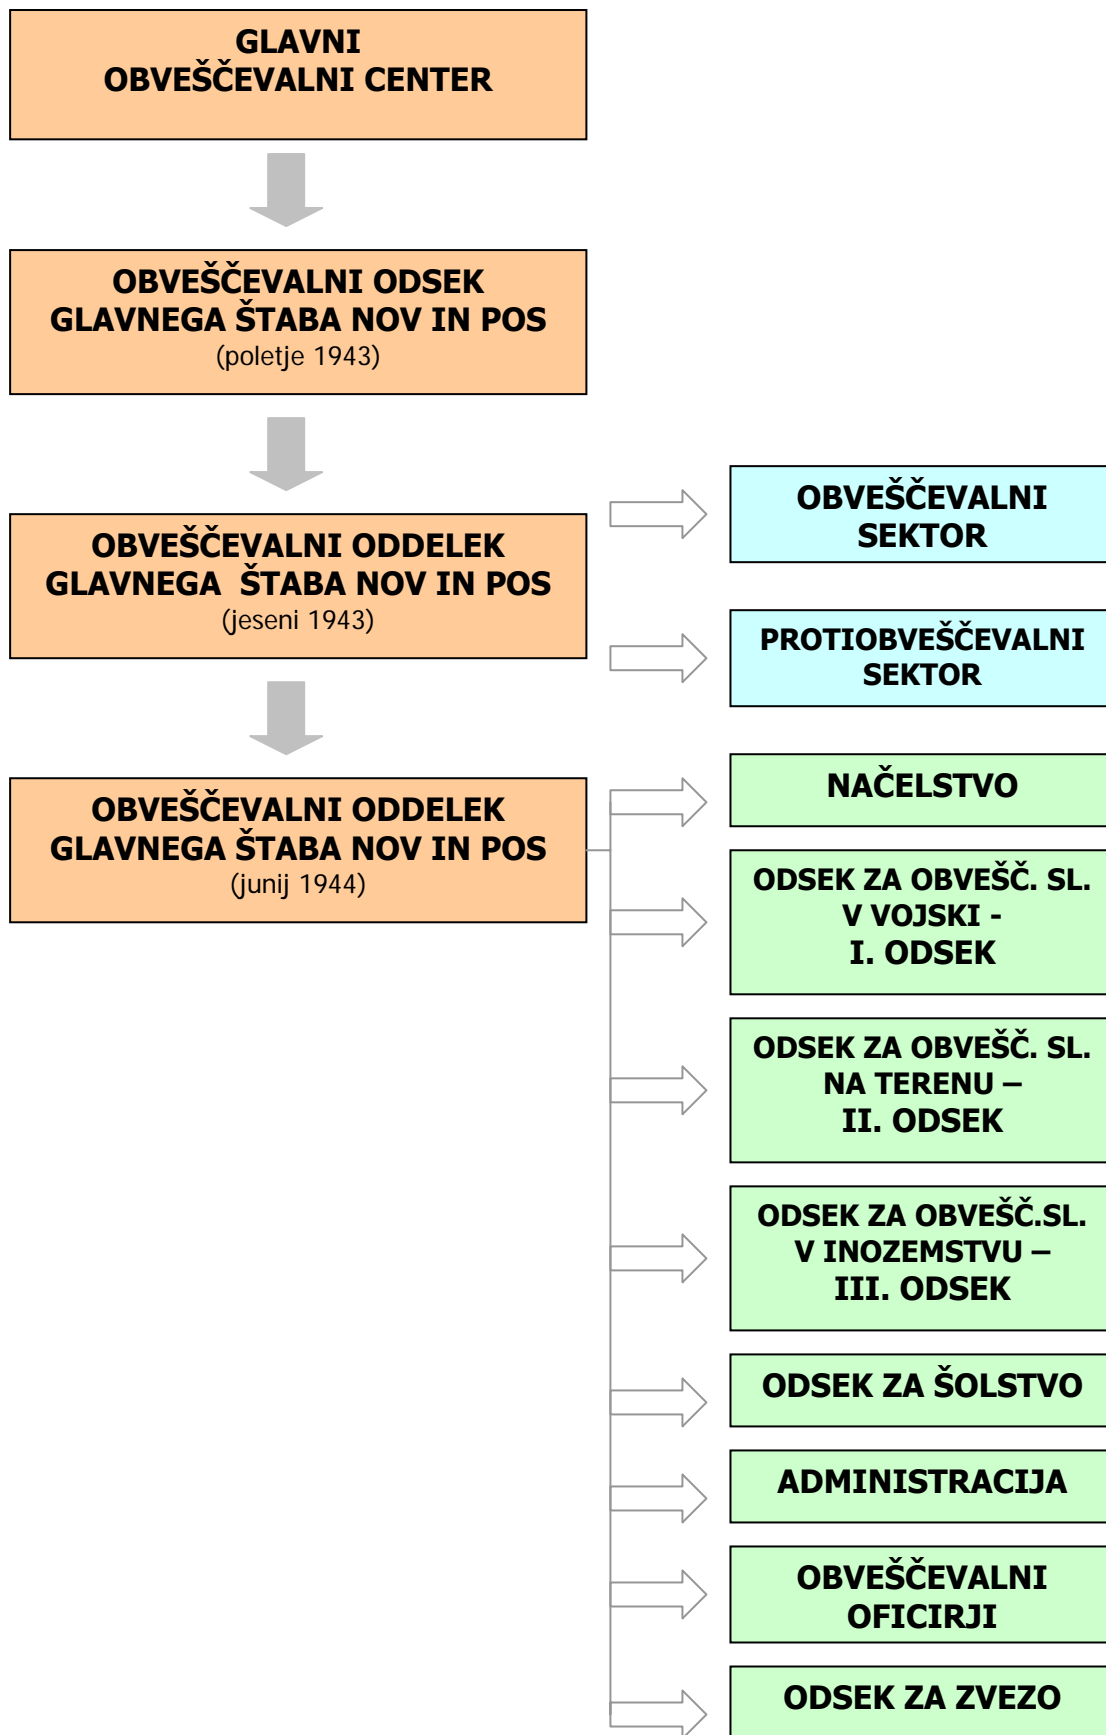 GLAVNI
OBVEŠČEVALNI CENTER
OBVEŠČEVALNI ODSEK
GLAVNEGA ŠTABA NOV IN POS
(poletje 1943)
OBVEŠČEVALNI ODDELEK
GLAVNEGA ŠTABA NOV IN POS
(jeseni 1943)
OBVEŠČEVALNI
SEKTOR
PROTIOBVEŠČEVALNI
SEKTOR
OBVEŠČEVALNI ODDELEK
GLAVNEGA ŠTABA NOV IN POS
(junij 1944)
NAČELSTVO
ODSEK ZA OBVEŠČ. SL.
V VOJSKI -
I. ODSEK
ODSEK ZA OBVEŠČ. SL.
NA TERENU –
II. ODSEK
ODSEK ZA OBVEŠČ.SL.
V INOZEMSTVU –
III. ODSEK
ODSEK ZA ŠOLSTVO
ADMINISTRACIJA
OBVEŠČEVALNI
OFICIRJI
ODSEK ZA ZVEZO